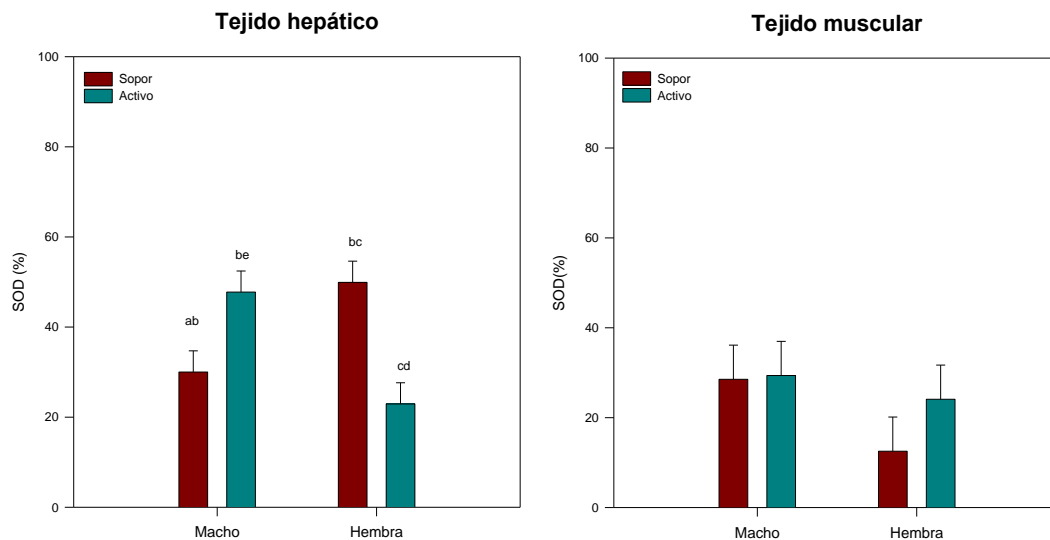 Tejido hepático
100
80
60
40
20
0
SOD (%)
Sopor
Activo
ab
be
bc
cd
Macho
Hembra
Tejido muscular
100
80
60
40
20
0
SOD(%)
Sopor
Activo
Macho
Hembra